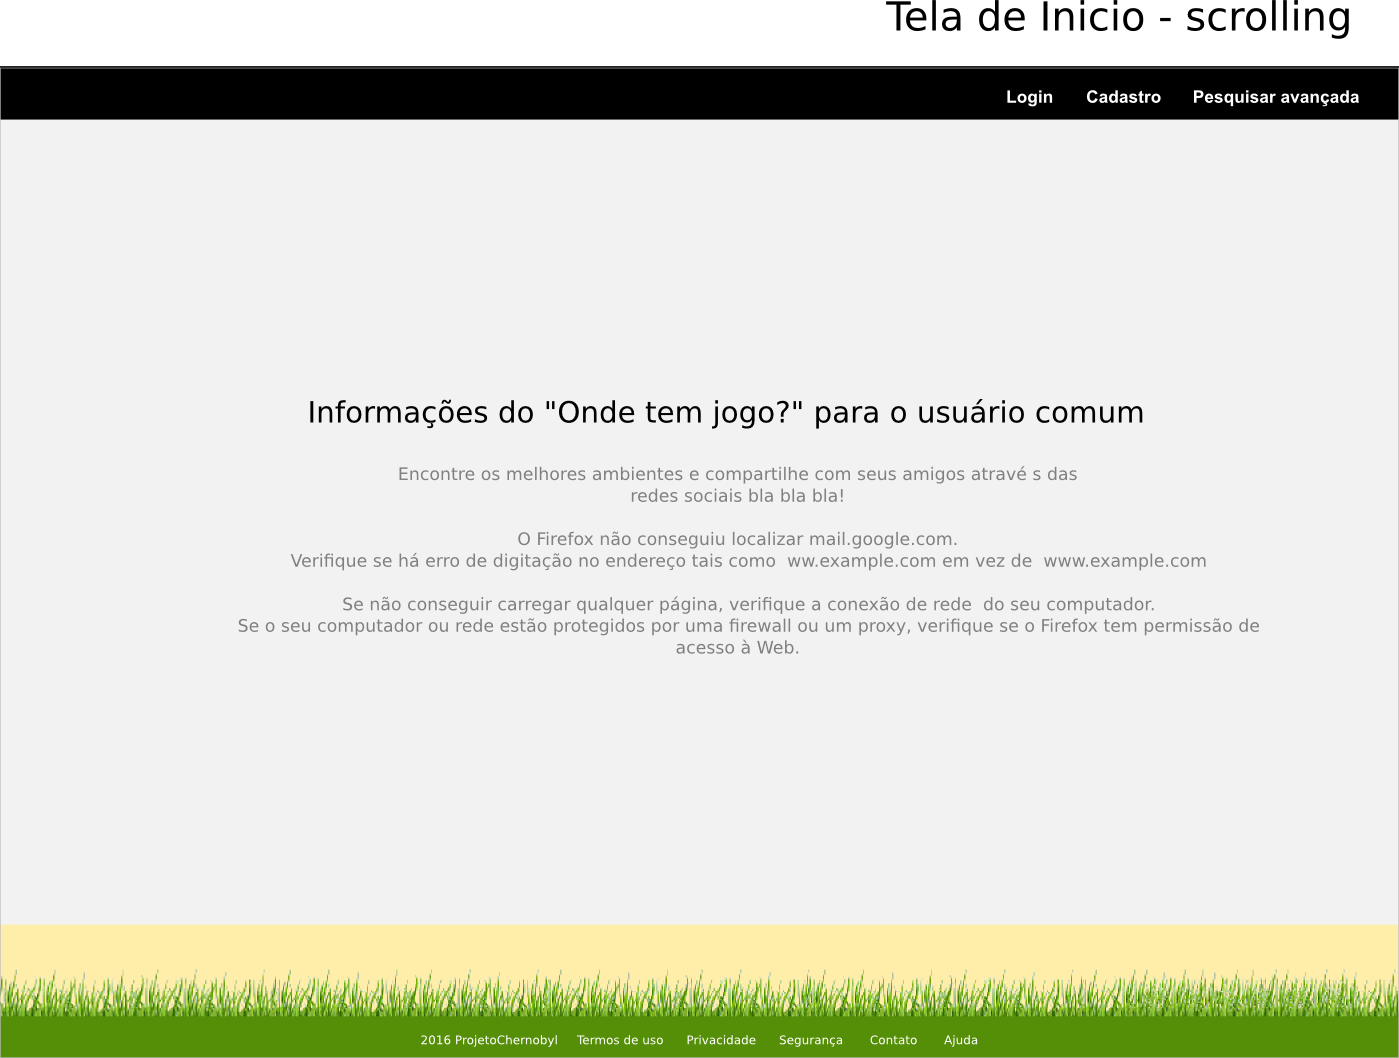 Tela de Inicio - scrolling
Login Cadastro Pesquisar avançada
Informações do "Onde tem jogo?" para o usuário comum
Encontre os melhores ambientes e compartilhe com seus amigos atravé s das
redes sociais bla bla bla!
O Firefox não conseguiu localizar mail.google.com.
Verifique se há erro de digitação no endereço tais como ww.example.com em vez de www.example.com
Se não conseguir carregar qualquer página, verifique a conexão de rede do seu computador.
Se o seu computador ou rede estão protegidos por uma firewall ou um proxy, verifique se o Firefox tem permissão de
acesso à Web.
2016 ProjetoChernobyl Termos de uso Privacidade Segurança Contato Ajuda